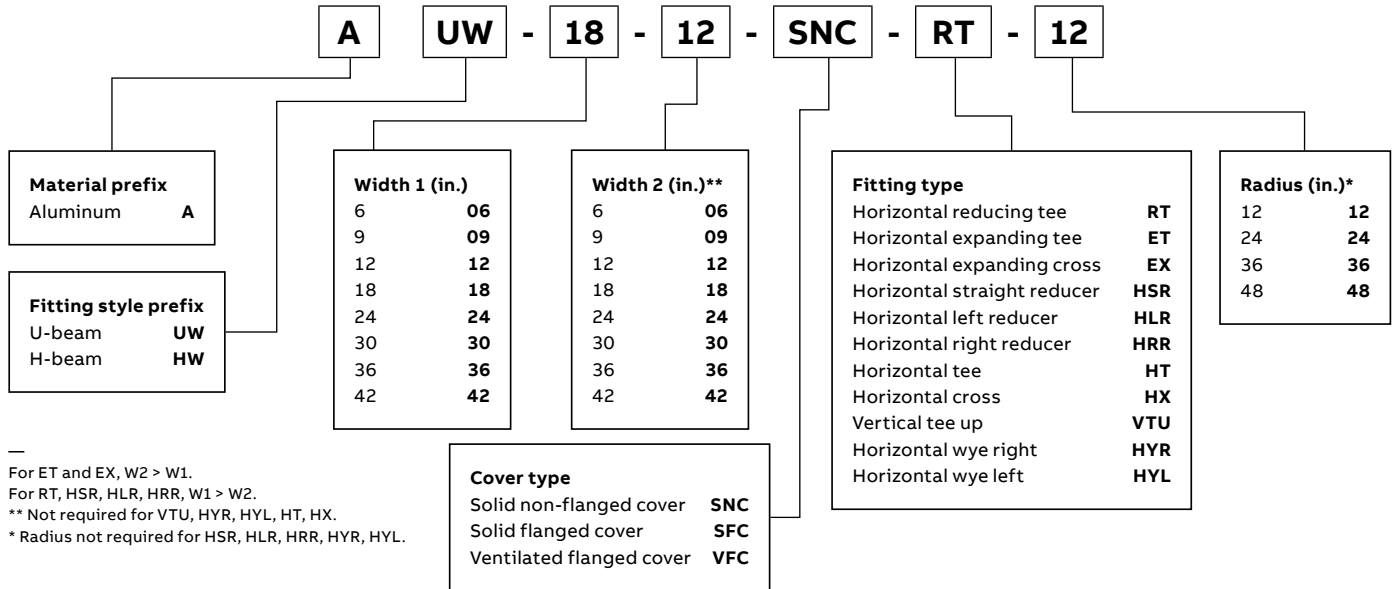 A UW - 18 - 12 - SNC - RT - 12
Material prefix
Aluminum A
Fitting style prefix
U-beam UW
H-beam HW
Width 1 (in.)
6 06
9 09
12 12
18 18
24 24
30 30
36 36
42 42
Width 2 (in.)**
6 06
9 09
12 12
18 18
24 24
30 30
36 36
42 42
Fitting type
Horizontal reducing tee RT
Horizontal expanding tee ET
Horizontal expanding cross EX
Horizontal straight reducer HSR
Horizontal left reducer HLR
Horizontal right reducer HRR
Horizontal tee HT
Horizontal cross HX
Vertical tee up VTU
Horizontal wye right HYR
Horizontal wye left HYL
Radius (in.)*
12 12
24 24
36 36
48 48
—
For ET and EX, W2 > W1.
For RT, HSR, HLR, HRR, W1 > W2.
** Not required for VTU, HYR, HYL, HT, HX.
* Radius not required for HSR, HLR, HRR, HYR, HYL.
Cover type
Solid non-flanged cover SNC
Solid flanged cover SFC
Ventilated flanged cover VFC